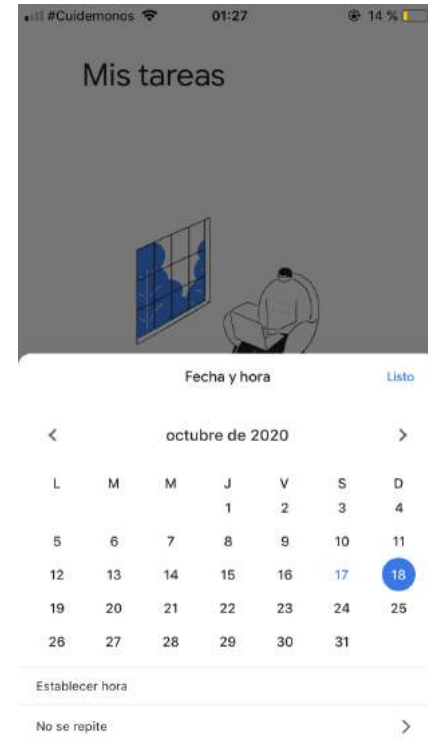 #Cuidemonos 01:27 14 %
Mis tareas
Fecha y hora Listo
octubre de 2020
L M M J V S D
1 2 3 4
5 6 7 8 9 10 11
12 13 14 15 16 17 18
19 20 21 22 23 24 25
26 27 28 29 30 31
Establecer hora
No se repite